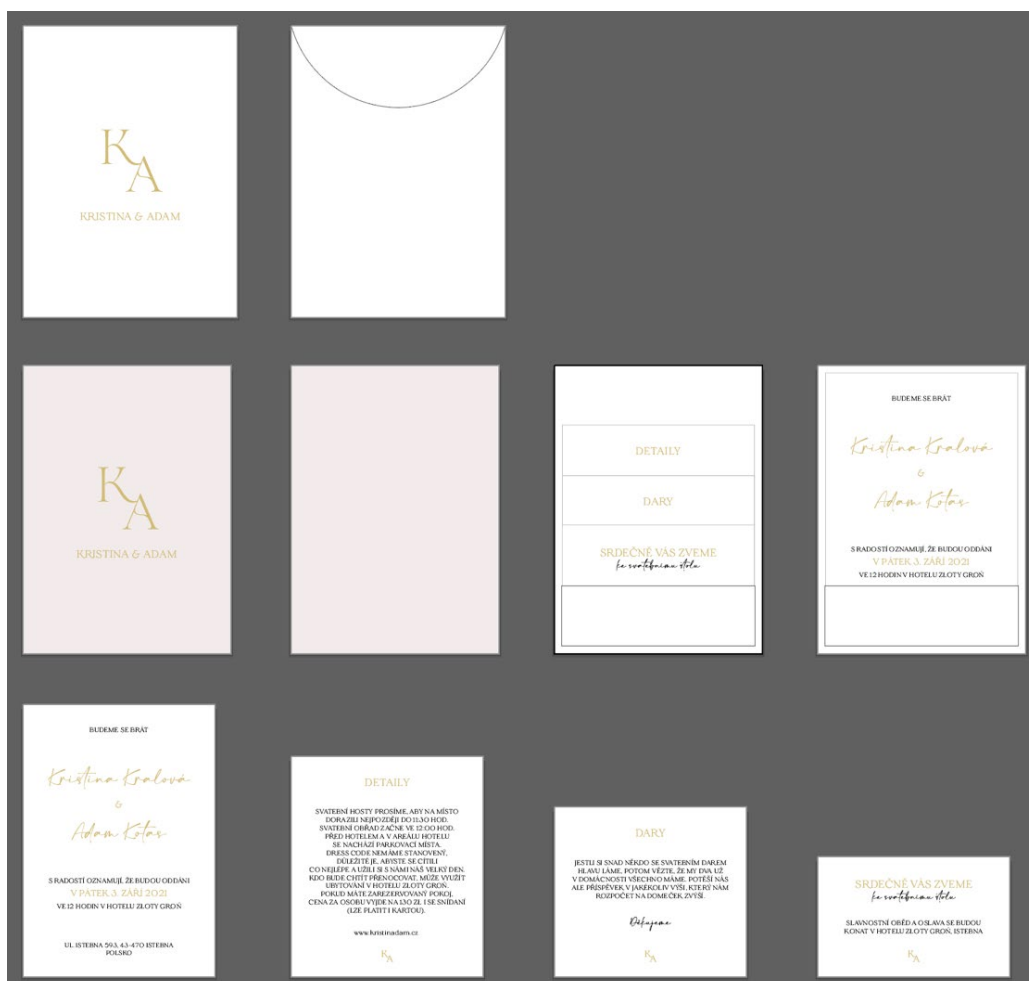 K
A
KRISTINA & ADAM
K
A
KRISTINA & ADAM
DETAILY
DARY
SRDEČNĚ VÁS ZVEME
ke svatebnímu stolu
BUDEME SE BRÁT
Kristina Kralová
&
Adam Kotas
S RADOSTÍ OZNAMUJÍ, ŽE BUDOU ODDÁNI
V PÁTEK 3. ZÁŘÍ 2021
VE 12 HODIN V HOTELU ZLOTY GROŃ
BUDEME SE BRÁT
Kristina Kralová
&
Adam Kotas
S RADOSTÍ OZNAMUJÍ, ŽE BUDOU ODDÁNI
V PÁTEK 3. ZÁŘÍ 2021
VE 12 HODIN V HOTELU ZLOTY GROŃ
UL. ISTEBNA 593, 43-470 ISTEBNA
POLSKO
DETAILY
SVATEBNÍ HOSTY PROSÍME, ABY NA MÍSTO
DORAZILI NEJPOZDĚJI DO 11:30 HOD.
SVATEBNÍ OBŘAD ZAČNE VE 12:00 HOD.
PŘED HOTELEM A V AREÁLU HOTELU
SE NACHÁZÍ PARKOVACÍ MÍSTA.
DRESS CODE NEMÁME STANOVENÝ,
DŮLEŽITÉ JE, ABYSTE SE CÍTILI
CO NEJLÉPE A UŽILI SI S NÁMI NÁŠ VELKÝ DEN.
KDO BUDE CHTÍT PŘENOCOVAT, MŮŽE VYUŽÍT
UBYTOVÁNÍ V HOTELU ZLOTY GROŃ.
POKUD MÁTE ZAREZERVOVANÝ POKOJ,
CENA ZA OSOBU VYJDE NA 130 ZL I SE SNÍDANÍ
(LZE PLATIT I KARTOU).
www.kristinadam.cz
K
A
DARY
JESTLI SI SNAD NĚKDO SE SVATEBNÍM DAREM
HLAVU LÁME, POTOM VĚZTE, ŽE MY DVA UŽ
V DOMÁCNOSTI VŠECHNO MÁME. POTĚŠÍ NÁS
ALE PŘÍSPĚVEK, V JAKÉKOLIV VÝŠI, KTERÝ NÁM
ROZPOČET NA DOMEČEK ZVÝŠÍ.
Děkujeme
K
A
SRDEČNĚ VÁS ZVEME
ke svatebnímu stolu
SLAVNOSTNÍ OBĚD A OSLAVA SE BUDOU
KONAT V HOTELU ZLOTY GROŃ, ISTEBNA
K
A